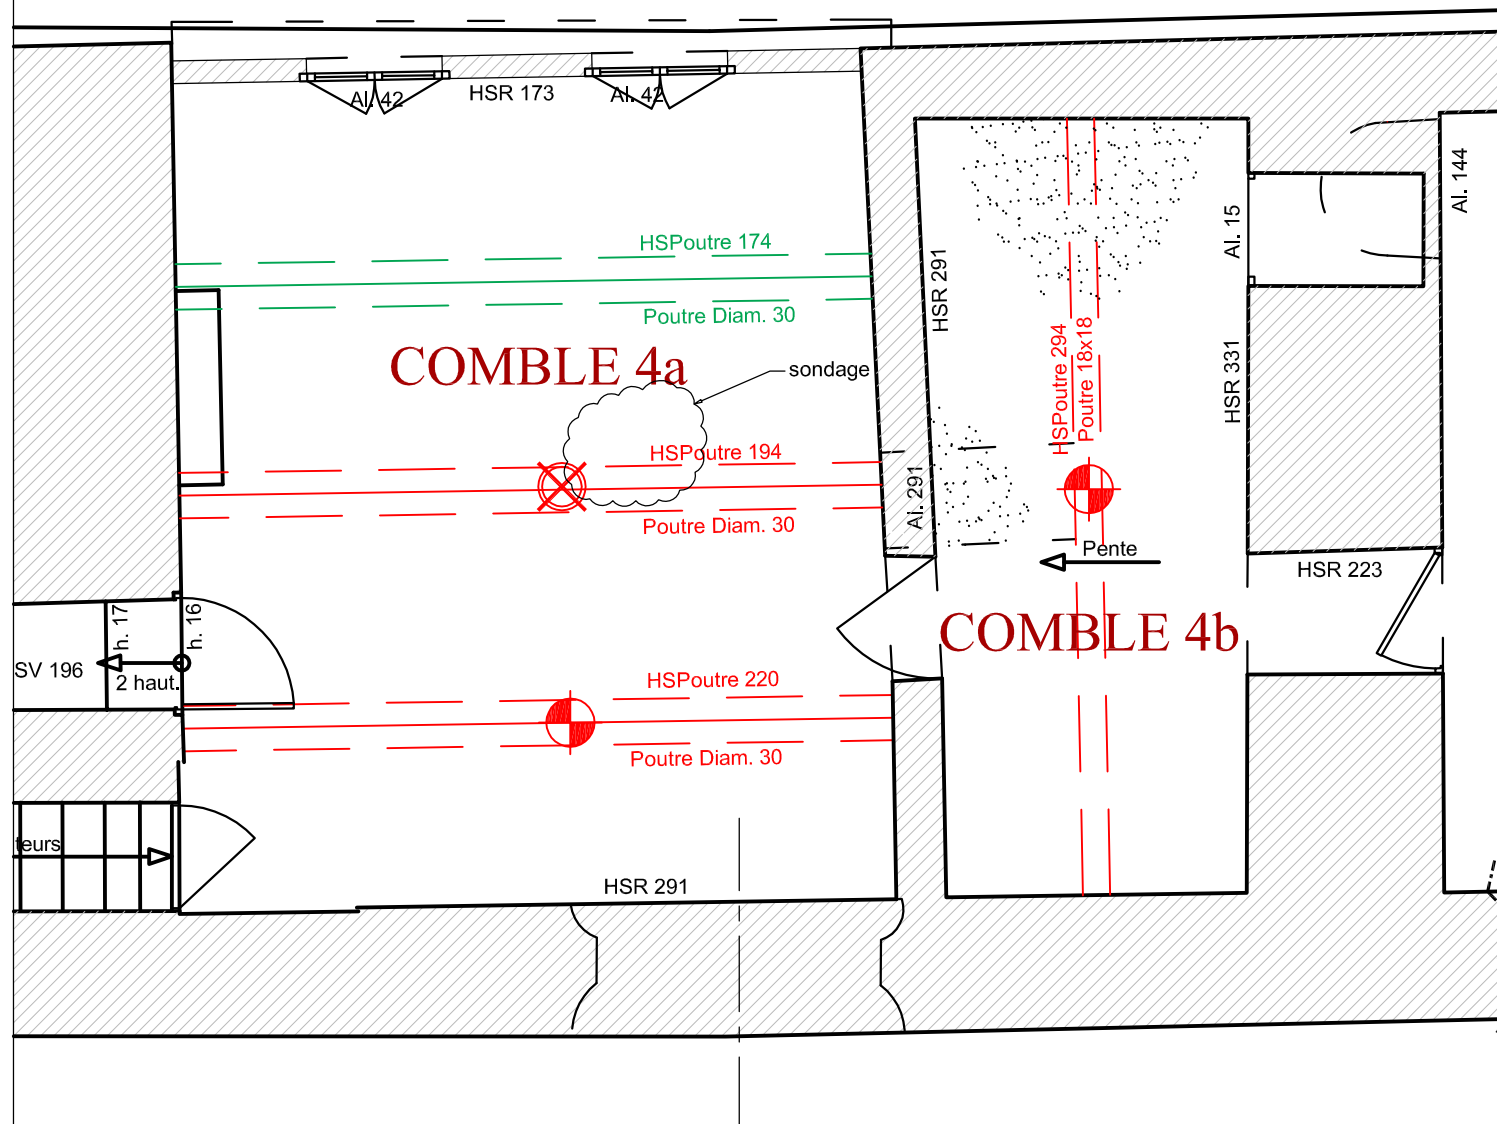 Al. 42
HSR 173
Al. 42
Al. 144
Al. 15
HSPoutre 174
HSR 291
Poutre Diam. 30
COMBLE 4a
sondage
HSPoutre 294
Poutre 18x18
HSR 331
HSPoutre 194
Al. 291
Poutre Diam. 30
Pente
HSR 223
h. 17
h. 16
COMBLE 4b
SV 196
2 haut.
HSPoutre 220
Poutre Diam. 30
teurs
HSR 291